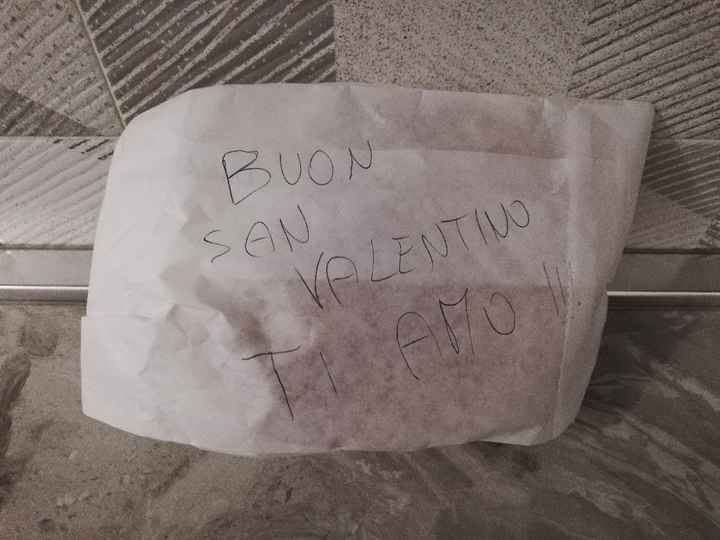 BUON
SAN
VALENTINO
TI AMO !!